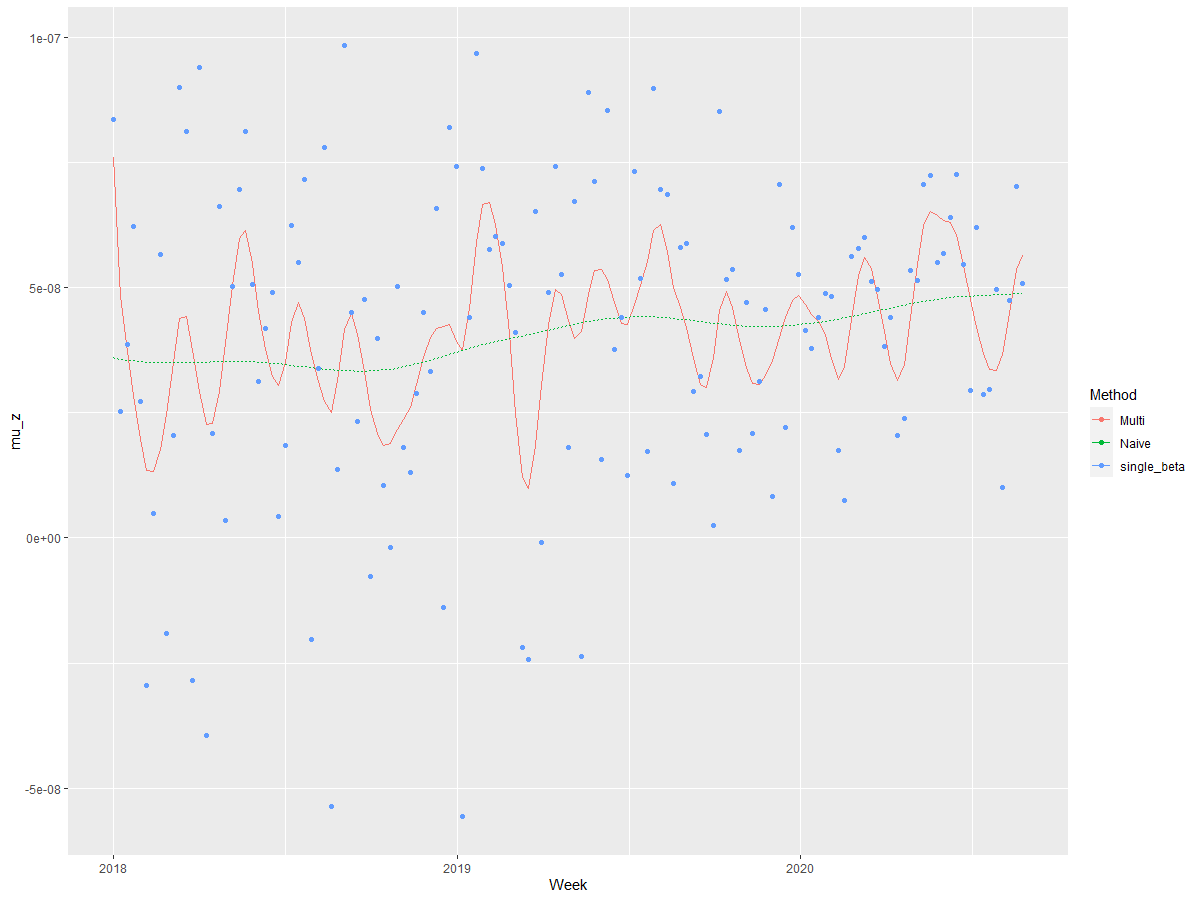 1e-07
5e-08
0e+00
-5e-08
mu_z
2018
2019
2020
Week
Method
Multi
Naive
single_beta